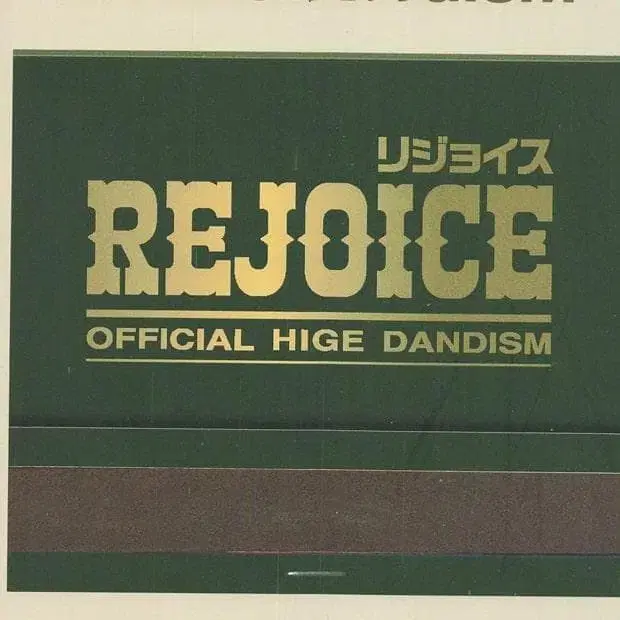 リジョイス
REJOICE
OFFICIAL HIGE DANDISM